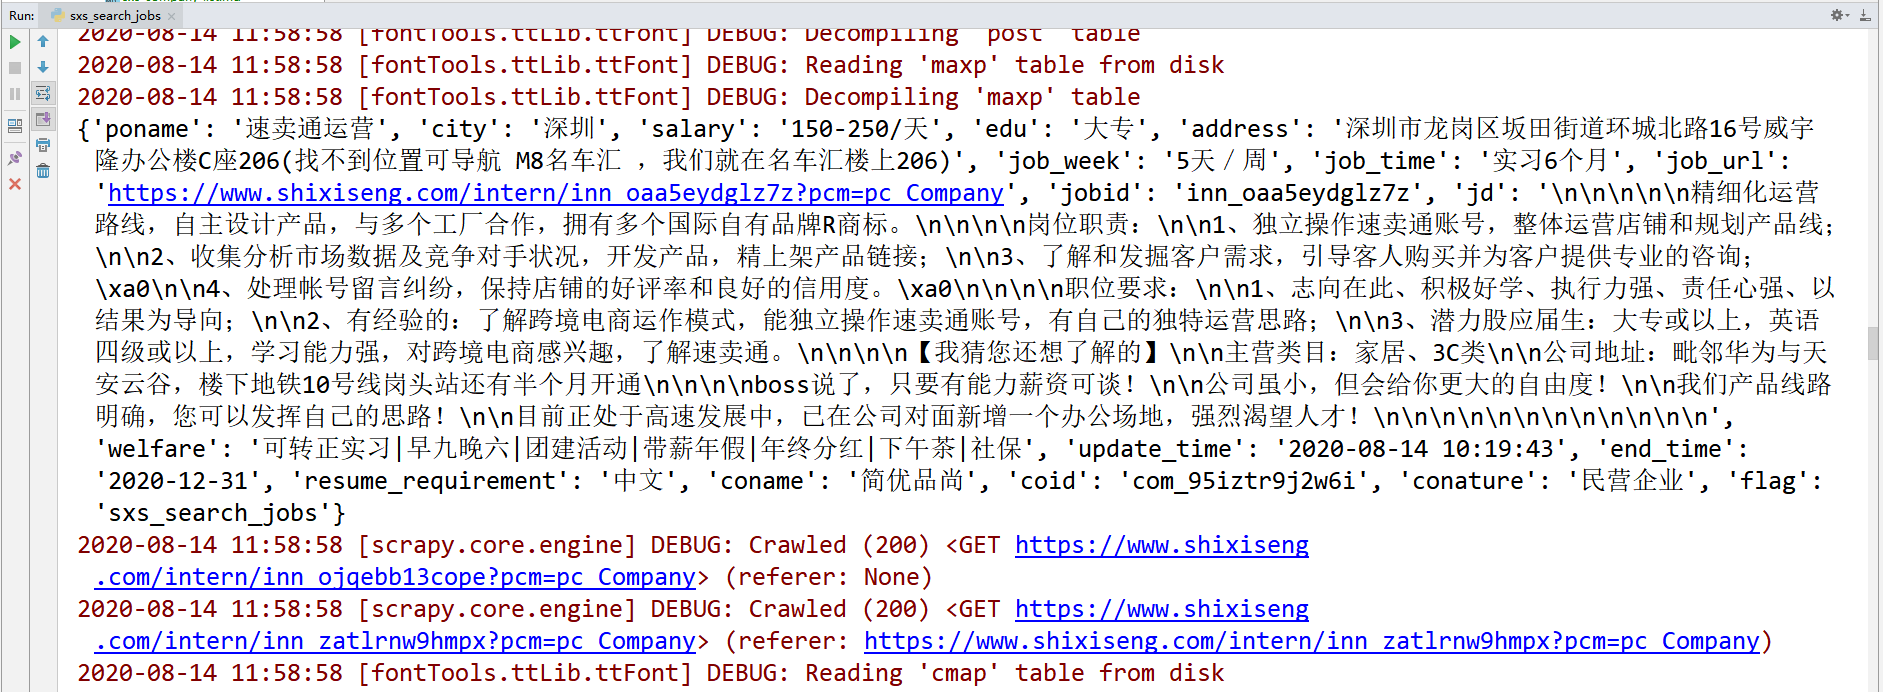 Run: sxs_search_jobs
2020-08-14 11:58:58 [fontTools.ttLib.ttFont] DEBUG: Decompiling 'post' table
2020-08-14 11:58:58 [fontTools.ttLib.ttFont] DEBUG: Reading 'maxp' table from disk
2020-08-14 11:58:58 [fontTools.ttLib.ttFont] DEBUG: Decompiling 'maxp' table
{'poname': '速卖通运营', 'city': '深圳', 'salary': '150-250/天', 'edu': '大专', 'address': '深圳市龙岗区坂田街道环城北路16号威宇
隆办公楼C座206(找不到位置可导航 M8名车汇 ，我们就在名车汇楼上206)', 'job_week': '5天／周', 'job_time': '实习6个月', 'job_url':
'https://www.shixiseng.com/intern/inn_oaa5eydglz7z?pcm=pc_Company', 'jobid': 'inn_oaa5eydglz7z', 'jd': '\n\n\n\n\n精细化运营
路线，自主设计产品，与多个工厂合作，拥有多个国际自有品牌R商标。\n\n\n\n岗位职责：\n\n1、独立操作速卖通账号，整体运营店铺和规划产品线；
\n\n2、收集分析市场数据及竞争对手状况，开发产品，精上架产品链接；\n\n3、了解和发掘客户需求，引导客人购买并为客户提供专业的咨询；
\xa0\n\n4、处理帐号留言纠纷，保持店铺的好评率和良好的信用度。\xa0\n\n\n\n职位要求：\n\n1、志向在此、积极好学、执行力强、责任心强、以
结果为导向；\n\n2、有经验的：了解跨境电商运作模式，能独立操作速卖通账号，有自己的独特运营思路；\n\n3、潜力股应届生：大专或以上，英语
四级或以上，学习能力强，对跨境电商感兴趣，了解速卖通。\n\n\n\n【我猜您还想了解的】\n\n主营类目：家居、3C类\n\n公司地址：毗邻华为与天
安云谷，楼下地铁10号线岗头站还有半个月开通\n\n\n\nboss说了，只要有能力薪资可谈！\n\n公司虽小，但会给你更大的自由度！\n\n我们产品线路
明确，您可以发挥自己的思路！\n\n目前正处于高速发展中，已在公司对面新增一个办公场地，强烈渴望人才！\n\n\n\n\n\n\n\n\n\n\n\n',
'welfare': '可转正实习|早九晚六|团建活动|带薪年假|年终分红|下午茶|社保', 'update_time': '2020-08-14 10:19:43', 'end_time':
'2020-12-31', 'resume_requirement': '中文', 'coname': '简优品尚', 'coid': 'com_95iztr9j2w6i', 'conature': '民营企业', 'flag':
'sxs_search_jobs'}
2020-08-14 11:58:58 [scrapy.core.engine] DEBUG: Crawled (200) <GET https://www.shixiseng
.com/intern/inn_ojqebb13cope?pcm=pc_Company> (referer: None)
2020-08-14 11:58:58 [scrapy.core.engine] DEBUG: Crawled (200) <GET https://www.shixiseng
.com/intern/inn_zatlrnw9hmpx?pcm=pc_Company> (referer: https://www.shixiseng.com/intern/inn_zatlrnw9hmpx?pcm=pc_Company)
2020-08-14 11:58:58 [fontTools.ttLib.ttFont] DEBUG: Reading 'cmap' table from disk